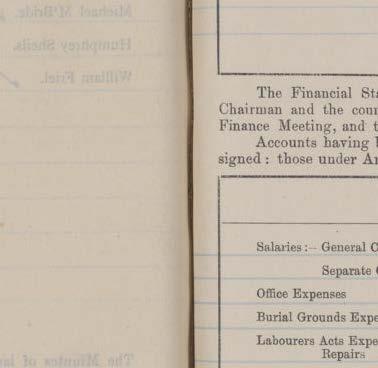 Michael M'Bride.
Humphrey Sheils.
William Friel.
The Minutes of
The Financial Sta
Chairman and the coun
Finance Meeting, and t
Accounts having b
signed: those under Ar
Salaries:— General C
Separate
Office Expenses
Burial Grounds Expe
Labourers Acts Expe
Repairs